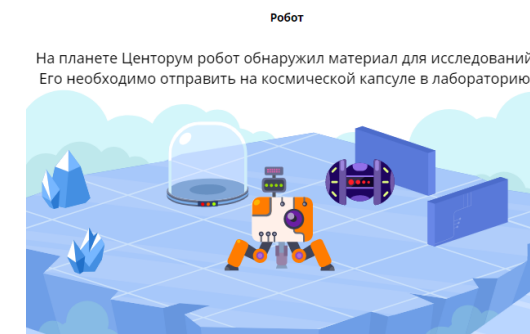 Робот
На планете Центорум робот обнаружил материал для исследований
Его необходимо отправить на космической капсуле в лабораторию